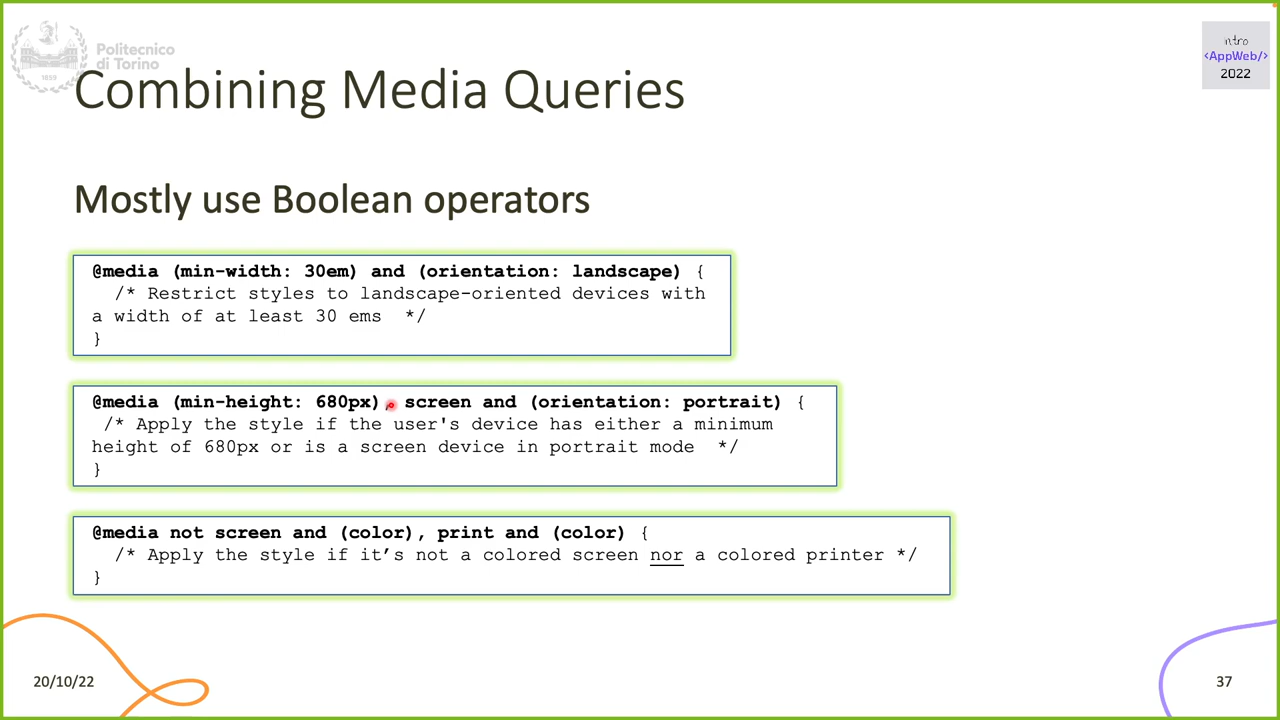 Politecnico
di Torino
1859
intro
<AppWeb/>
2022
Combining Media Queries
Mostly use Boolean operators
@media (min-width: 30em) and (orientation: landscape) {
/* Restrict styles to landscape-oriented devices with
a width of at least 30 ems */
}
@media (min-height: 680px), screen and (orientation: portrait) {
/* Apply the style if the user's device has either a minimum
height of 680px or is a screen device in portrait mode */
}
@media not screen and (color), print and (color) {
/* Apply the style if it’s not a colored screen nor a colored printer */
}
20/10/22
37